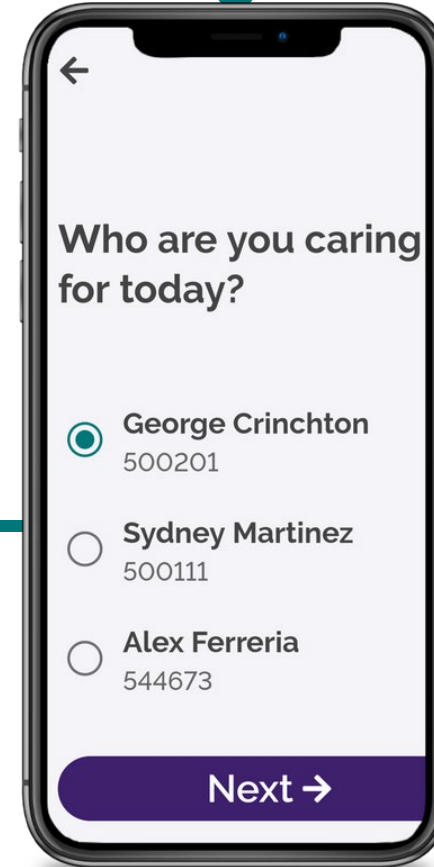 Who are you caring
for today?
George Crinchton
500201
Sydney Martinez
500111
Alex Ferreria
544673
Next →